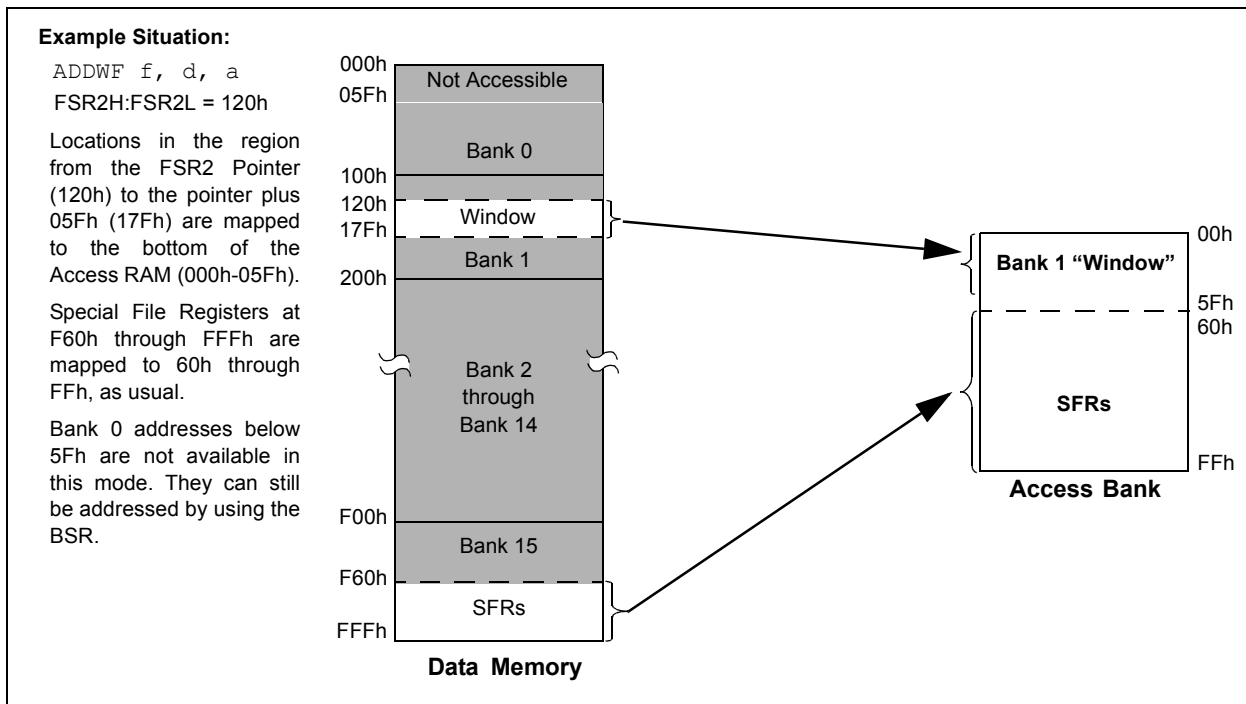 Example Situation:
ADDWF f, d, a
FSR2H:FSR2L = 120h
Locations in the region
from the FSR2 Pointer
(120h) to the pointer plus
05Fh (17Fh) are mapped
to the bottom of the
Access RAM (000h-05Fh).
Special File Registers at
F60h through FFFh are
mapped to 60h through
FFh, as usual.
Bank 0 addresses below
5Fh are not available in
this mode. They can still
be addressed by using the
BSR.
000h
Not Accessible
05Fh
Bank 0
100h
120h
Window
17Fh
Bank 1
200h
Bank 2
through
Bank 14
F00h
Bank 15
F60h
SFRs
FFFh
Data Memory
00h
Bank 1 “Window”
5Fh
60h
SFRs
FFh
Access Bank